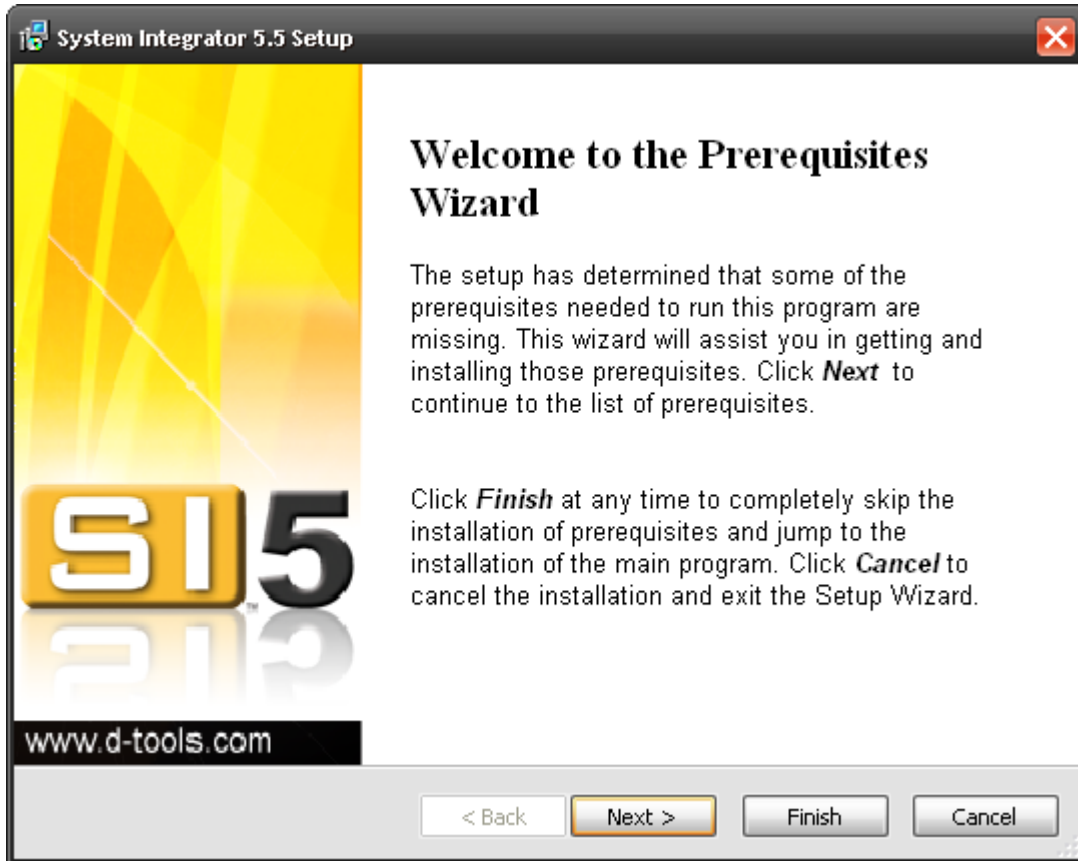 System Integrator 5.5 Setup
Welcome to the Prerequisites
Wizard
The setup has determined that some of the
prerequisites needed to run this program are
missing. This wizard will assist you in getting and
installing those prerequisites. Click Next to
continue to the list of prerequisites.
Click Finish at any time to completely skip the
installation of prerequisites and jump to the
installation of the main program. Click Cancel to
cancel the installation and exit the Setup Wizard.
SI5™
www.d-tools.com
< Back
Next >
Finish
Cancel